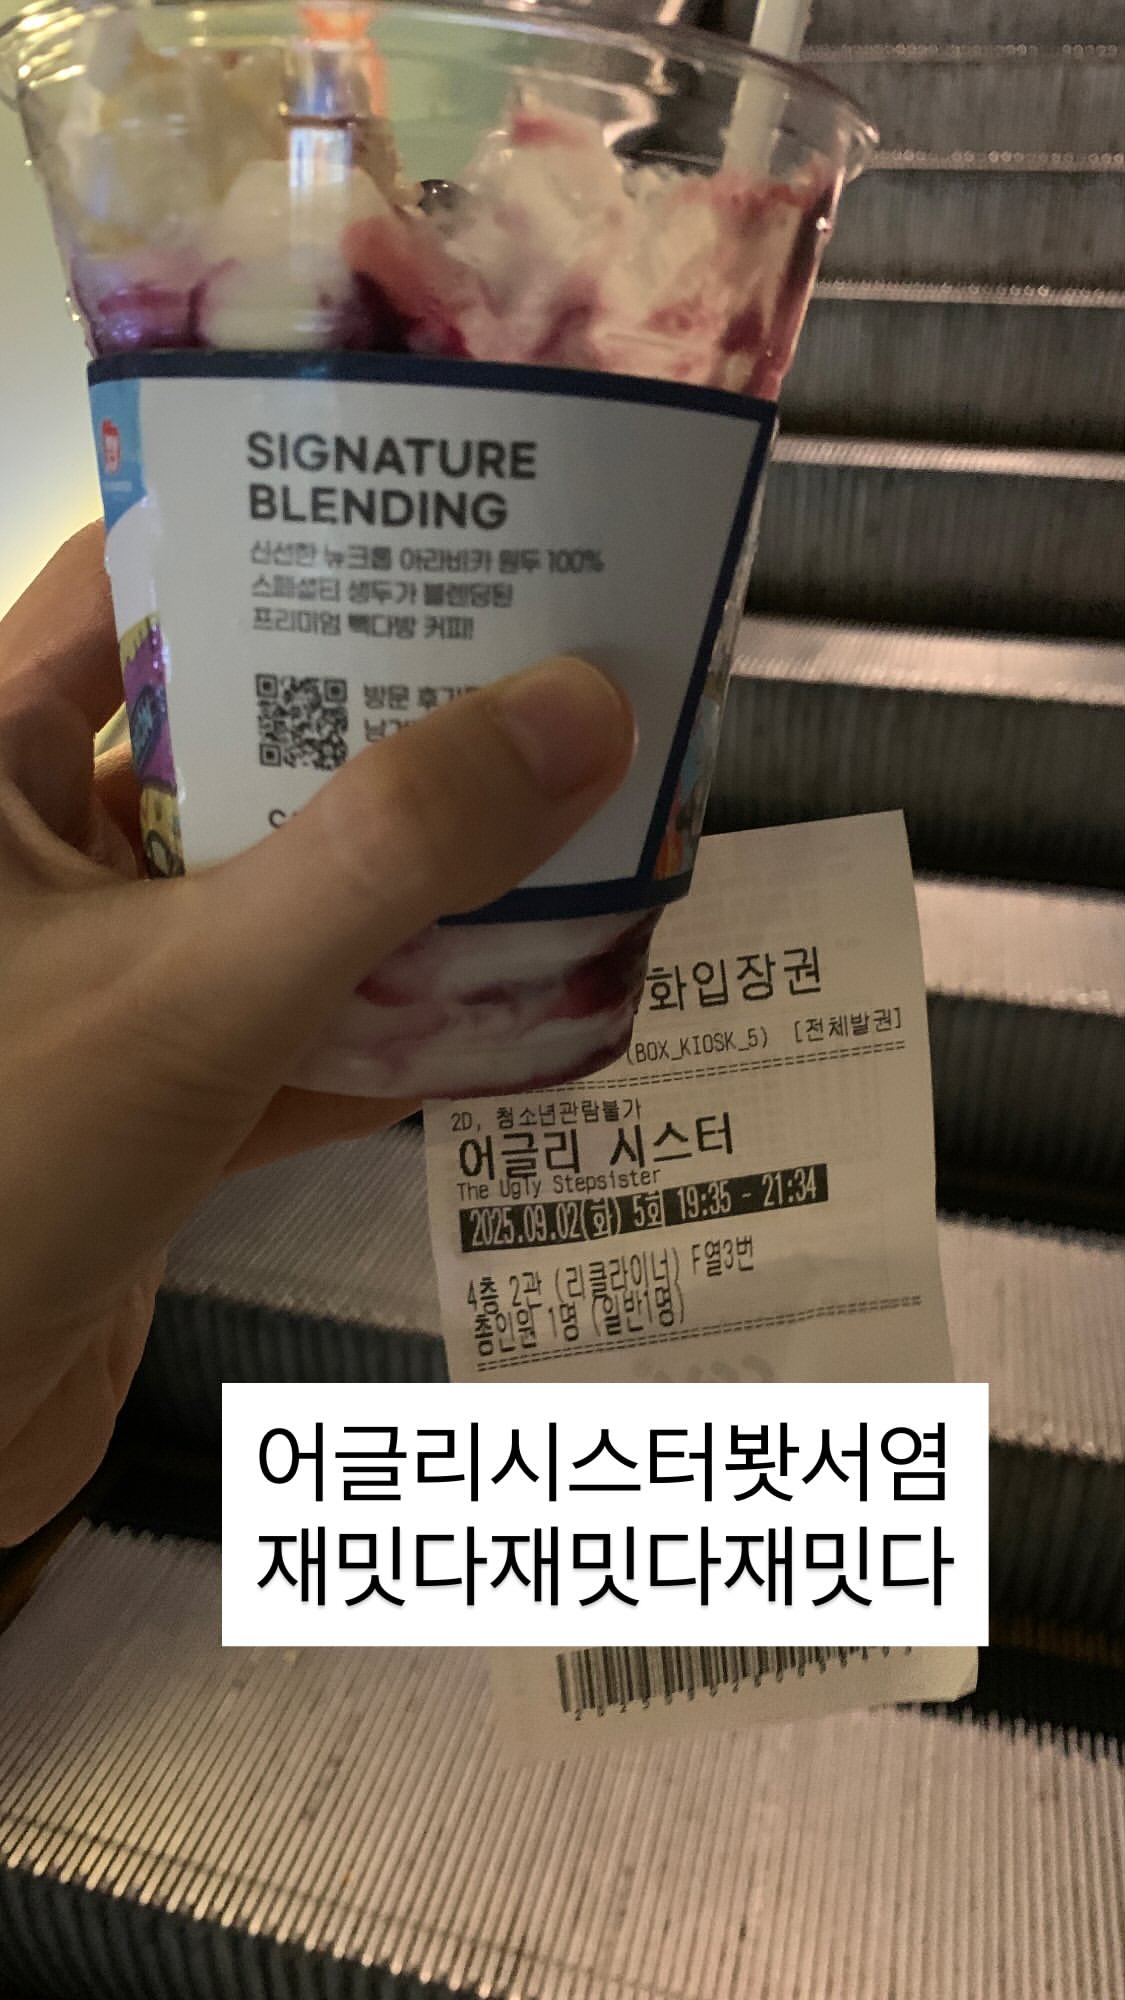 SIGNATURE
BLENDING
신선한 뉴크롭 아라비카 원두 100%
스페셜티 생두가 블렌딩된
프리미엄 빽다방 커피!
방문 후기를
남겨
화입장권
(BOX_KIOSK_5) [전체발권]
2D, 청소년관람불가
어글리 시스터
The Ugly Stepsister
2025.09.02(화) 5회 19:35 - 21:34
4층 2관 (리클라이너) F열3번
총인원 1명 (일반1명)
어글리시스터봣서염
재밋다재밋다재밋다